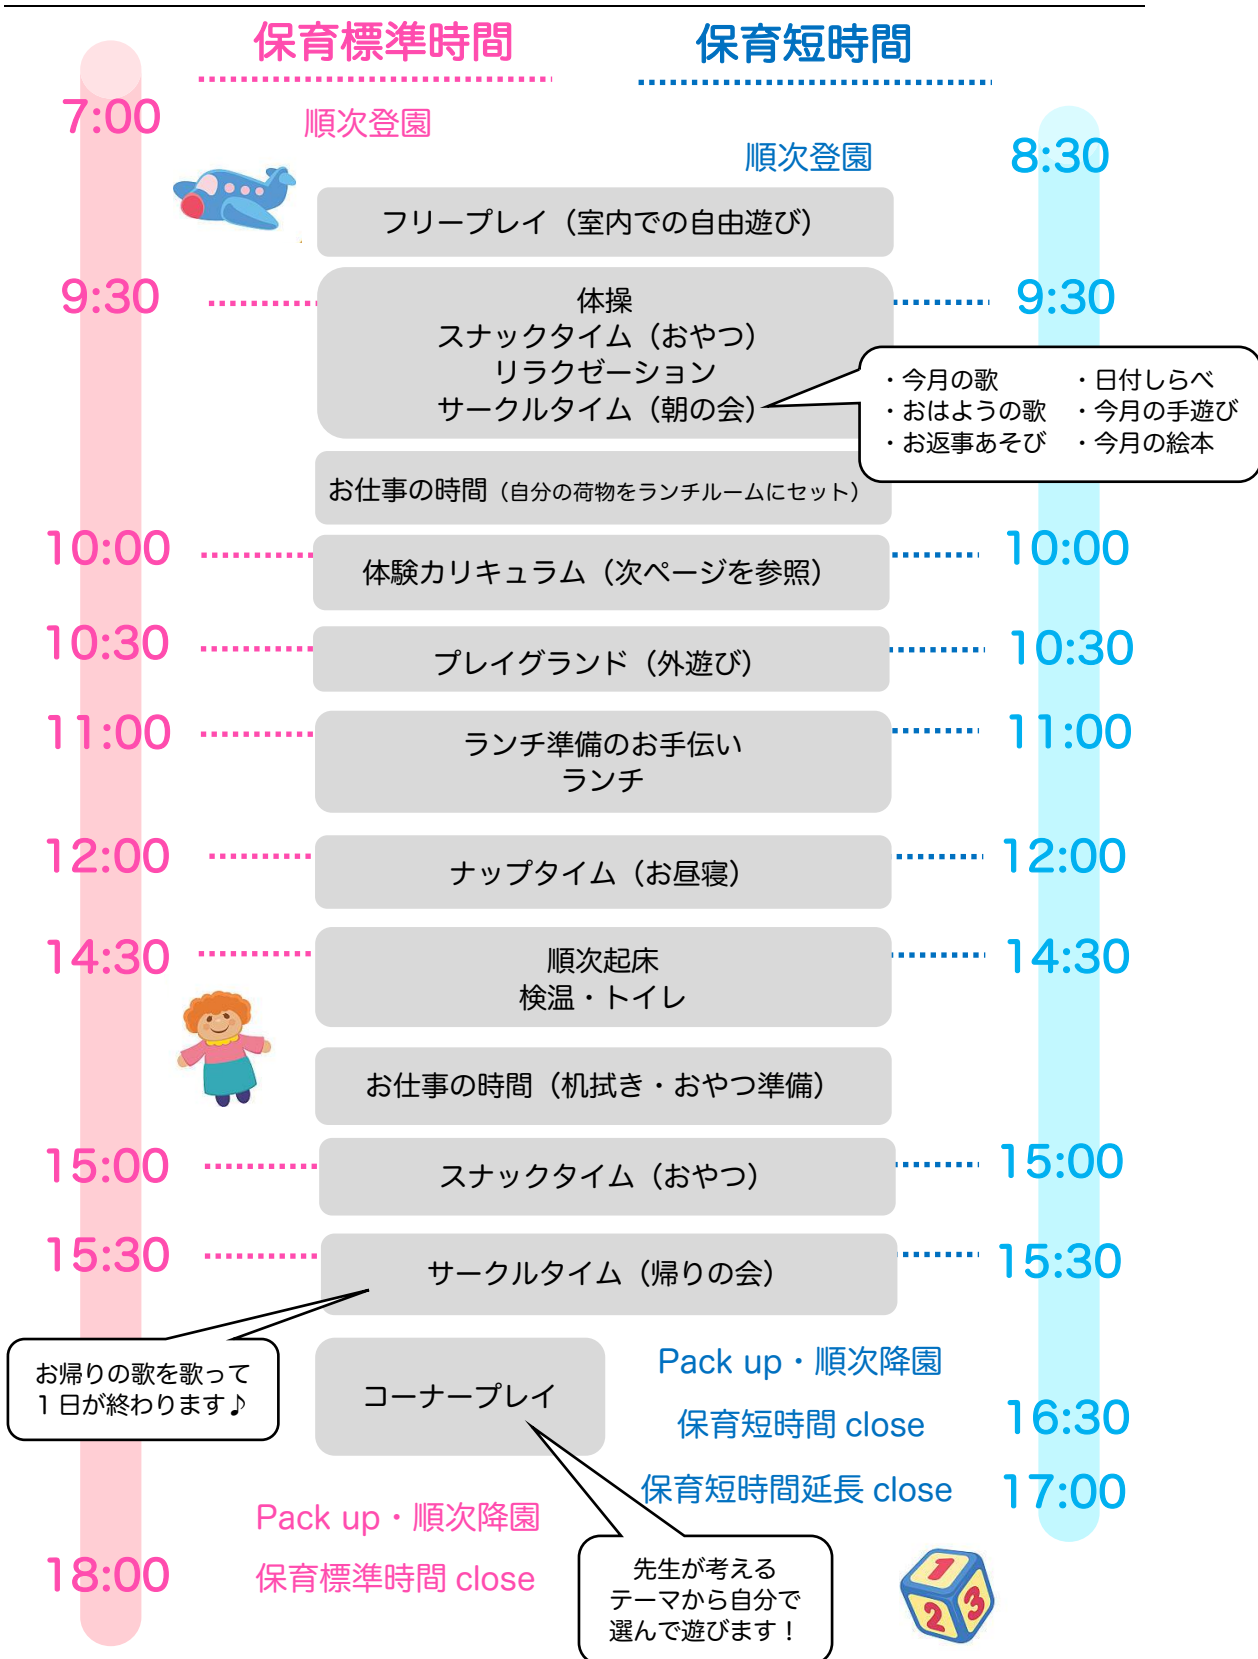 保育標準時間
保育短時間
7:00
順次登園
順次登園
8:30
フリープレイ（室内での自由遊び）
9:30
体操
9:30
スナックタイム（おやつ）
リラクゼーション
サークルタイム（朝の会）
・今月の歌 ・日付しらべ
・おはようの歌 ・今月の手遊び
・お返事あそび ・今月の絵本
お仕事の時間（自分の荷物をランチルームにセット）
10:00
体験カリキュラム（次ページを参照）
10:00
10:30
プレイグランド（外遊び）
10:30
11:00
ランチ準備のお手伝い
ランチ
11:00
12:00
ナップタイム（お昼寝）
12:00
14:30
順次起床
検温・トイレ
14:30
お仕事の時間（机拭き・おやつ準備）
15:00
スナックタイム（おやつ）
15:00
15:30
サークルタイム（帰りの会）
15:30
お帰りの歌を歌って
1日が終わります♪
コーナープレイ
Pack up・順次降園
保育短時間 close
16:30
保育短時間延長 close
17:00
Pack up・順次降園
18:00
保育標準時間 close
先生が考える
テーマから自分で
選んで遊びます！
1
2
3